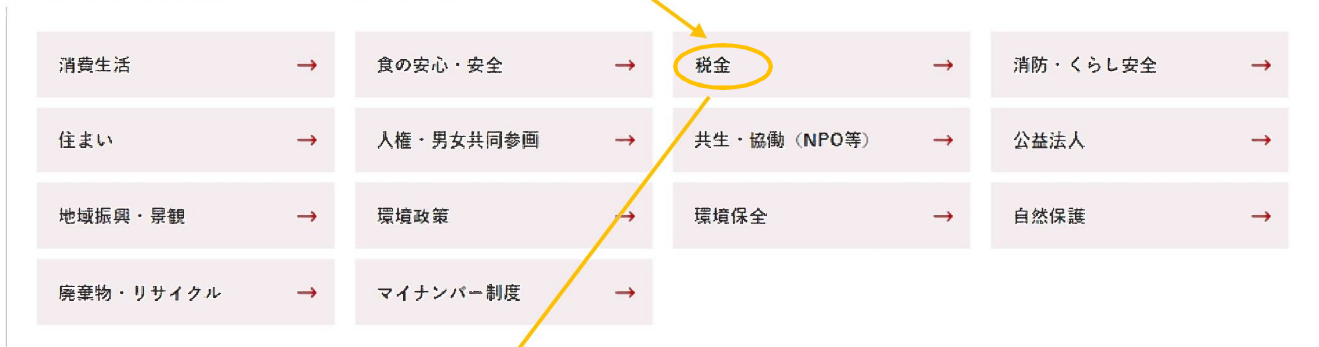 消費生活 → 食の安心・安全 → 税金 → 消防・くらし安全 →
住まい → 人権・男女共同参画 → 共生・協働（NPO等） → 公益法人 →
地域振興・景観 → 環境政策 → 環境保全 → 自然保護 →
廃棄物・リサイクル → マイナンバー制度 →